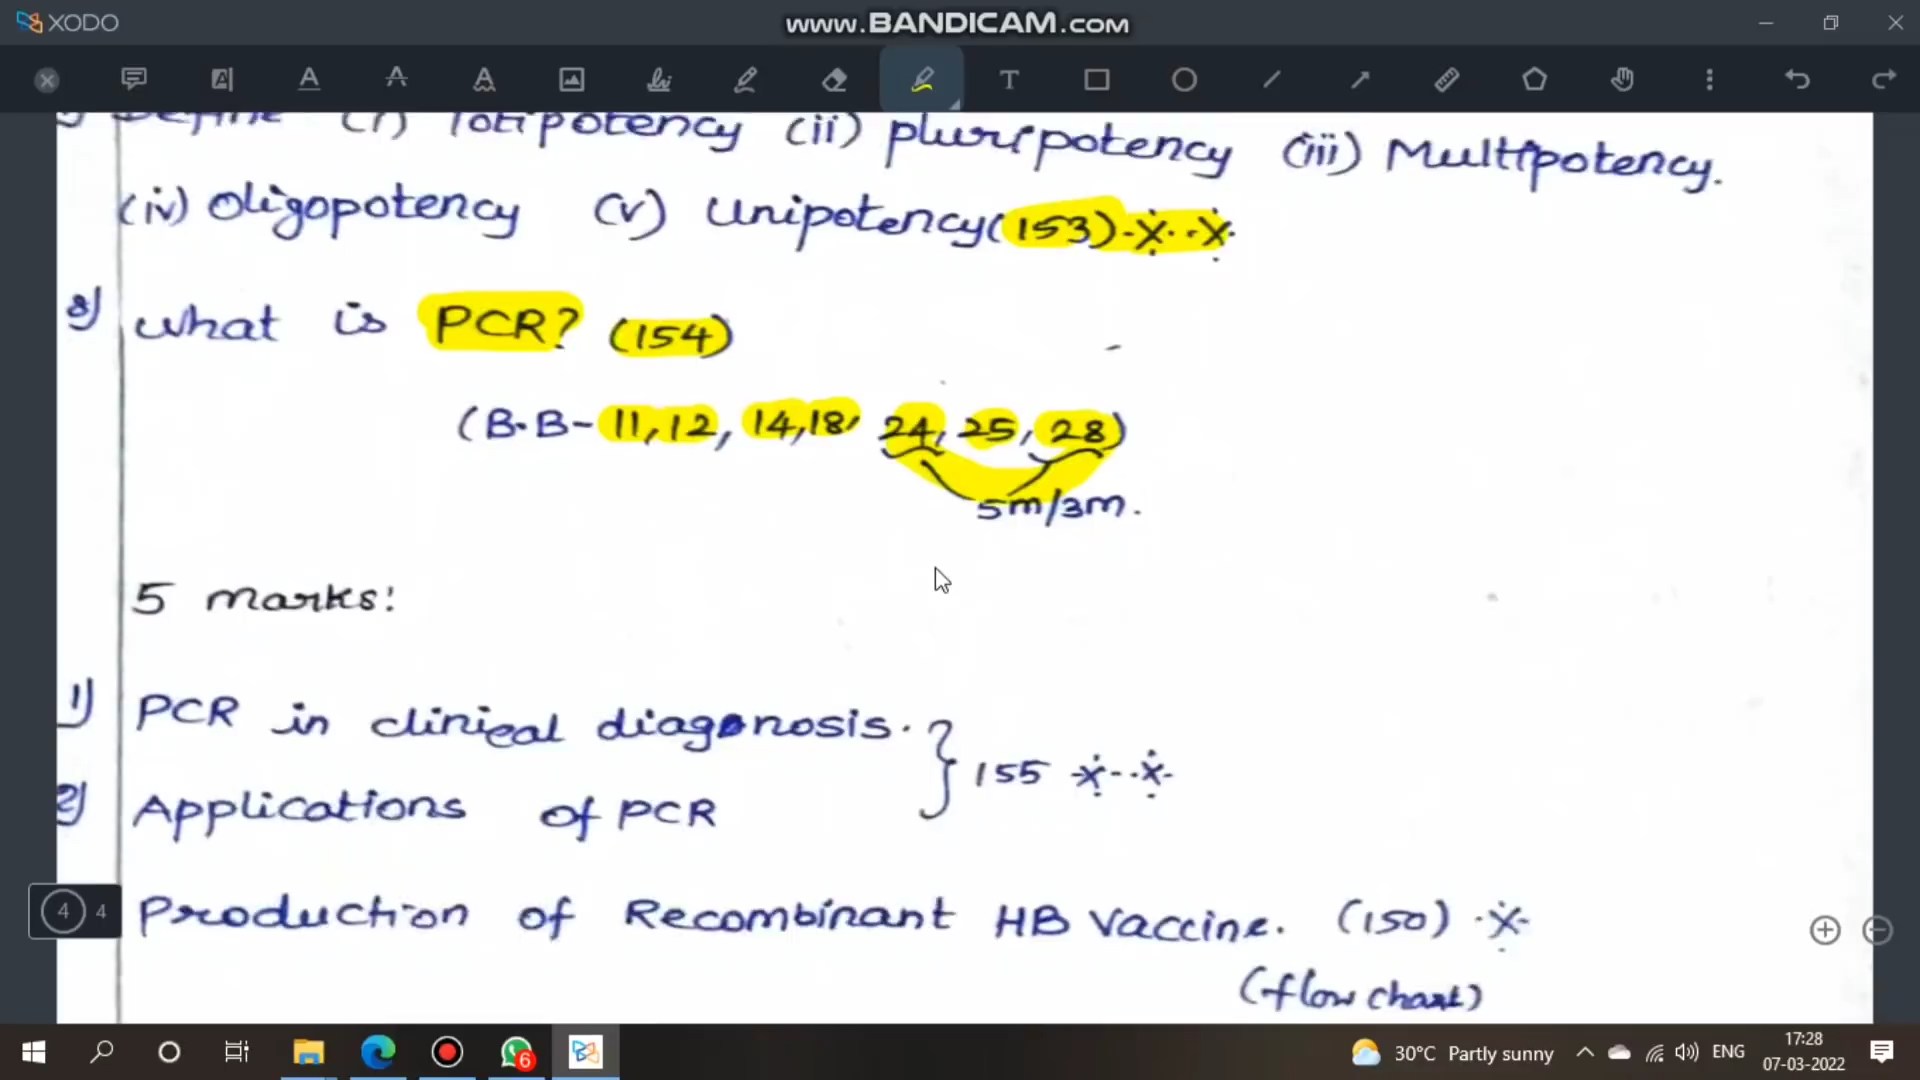 XODO
www.BANDICAM.com
Define (i) Totipotency (ii) pluripotency (iii) Multipotency.
(iv) Oligopotency (v) Unipotency (153)
8) What is PCR? (154)
(B.B- 11, 12, 14, 18, 24, 25, 28)
5m/3m.
5 marks:
1) PCR in clinical diagonosis.
155
2) Applications of PCR
Production of Recombinant HB Vaccine. (150)
(flow chart)
4 4
6
30°C Partly sunny
ENG
17:28
07-03-2022